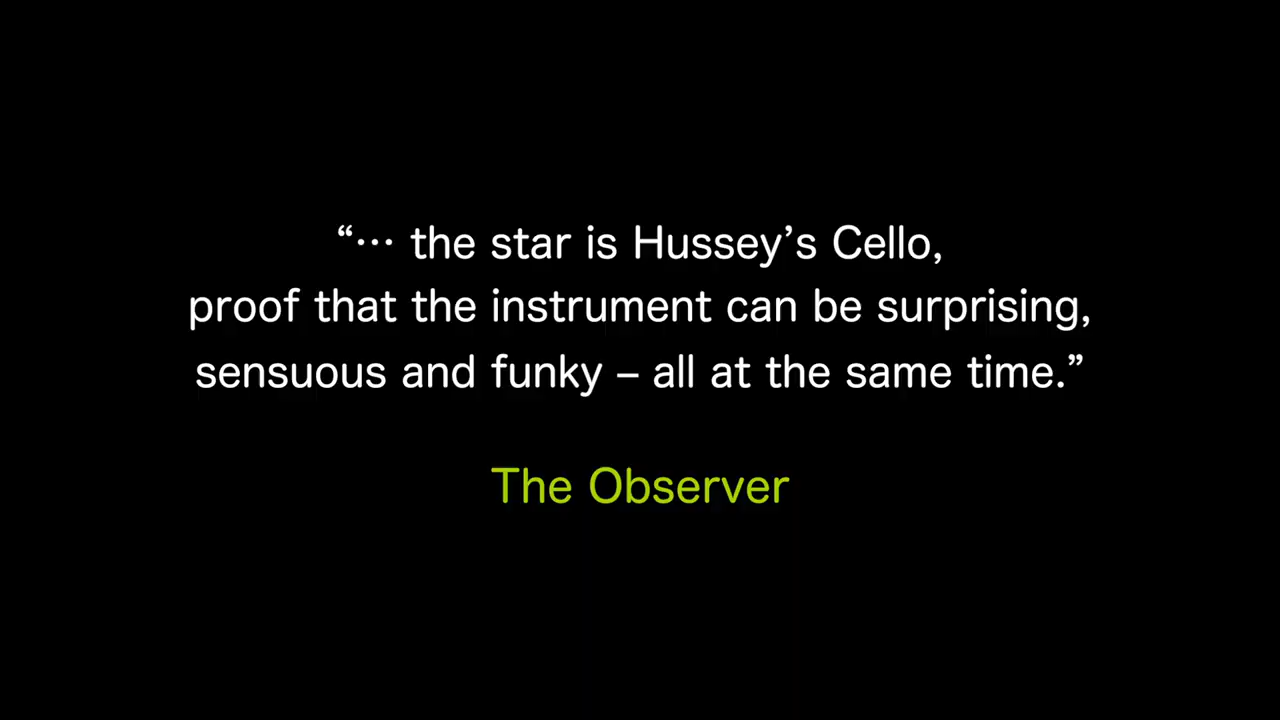 “… the star is Hussey’s Cello,
proof that the instrument can be surprising,
sensuous and funky – all at the same time.”
The Observer